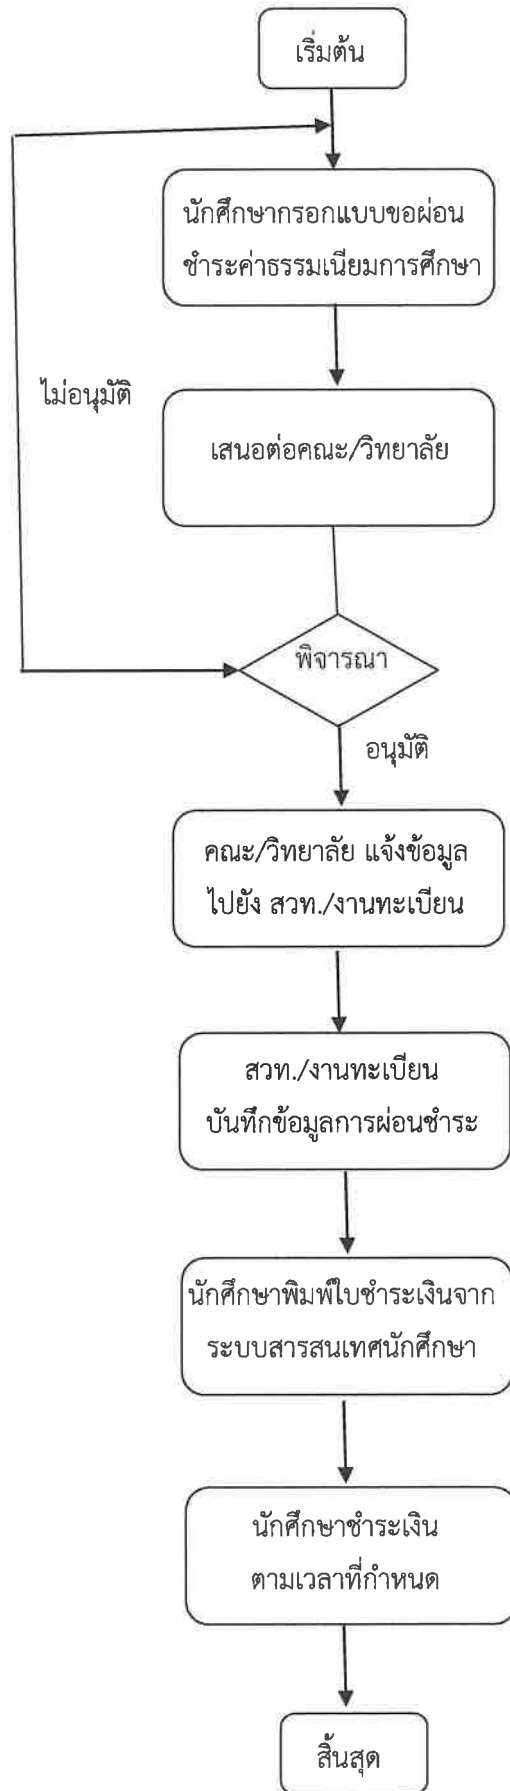 เริ่มต้น
นักศึกษากรอกแบบขอผ่อน
ชำระค่าธรรมเนียมการศึกษา
ไม่อนุมัติ
เสนอต่อคณะ/วิทยาลัย
พิจารณา
อนุมัติ
คณะ/วิทยาลัย แจ้งข้อมูล
ไปยัง สวท./งานทะเบียน
สวท./งานทะเบียน
บันทึกข้อมูลการผ่อนชำระ
นักศึกษาพิมพ์ใบชำระเงินจาก
ระบบสารสนเทศนักศึกษา
นักศึกษาชำระเงิน
ตามเวลาที่กำหนด
สิ้นสุด